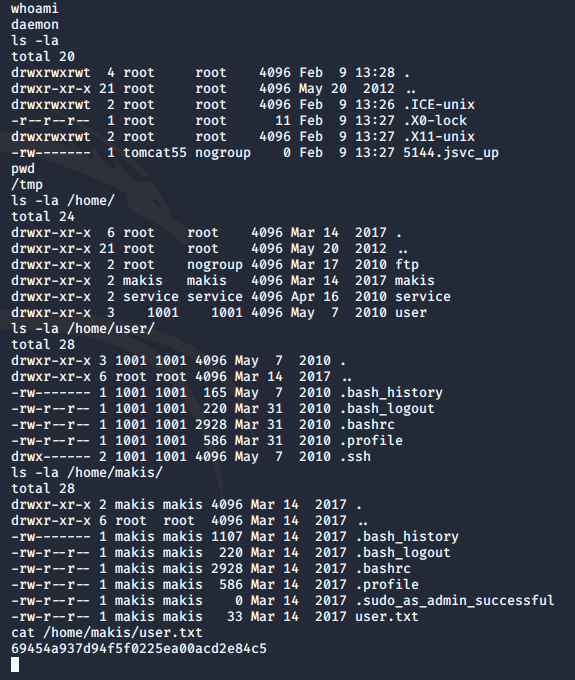 whoami
daemon
ls -la
total 20
drwxrwxrwt  4 root     root    4096 Feb  9 13:28 .
drwxr-xr-x 21 root     root    4096 May 20  2012 ..
drwxrwxrwt  2 root     root    4096 Feb  9 13:26 .ICE-unix
-r--r--r--  1 root     root      11 Feb  9 13:27 .X0-lock
drwxrwxrwt  2 root     root    4096 Feb  9 13:27 .X11-unix
-rw-------  1 tomcat55 nogroup    0 Feb  9 13:27 5144.jsvc_up
pwd
/tmp
ls -la /home/
total 24
drwxr-xr-x  6 root    root    4096 Mar 14  2017 .
drwxr-xr-x 21 root    root    4096 May 20  2012 ..
drwxr-xr-x  2 root    nogroup 4096 Mar 17  2010 ftp
drwxr-xr-x  2 makis   makis   4096 Mar 14  2017 makis
drwxr-xr-x  2 service service 4096 Apr 16  2010 service
drwxr-xr-x  3    1001    1001 4096 May  7  2010 user
ls -la /home/user/
total 28
drwxr-xr-x 3 1001 1001 4096 May  7  2010 .
drwxr-xr-x 6 root root 4096 Mar 14  2017 ..
-rw------- 1 1001 1001  165 May  7  2010 .bash_history
-rw-r--r-- 1 1001 1001  220 Mar 31  2010 .bash_logout
-rw-r--r-- 1 1001 1001 2928 Mar 31  2010 .bashrc
-rw-r--r-- 1 1001 1001  586 Mar 31  2010 .profile
drwx------ 2 1001 1001 4096 May  7  2010 .ssh
ls -la /home/makis/
total 28
drwxr-xr-x 2 makis makis 4096 Mar 14  2017 .
drwxr-xr-x 6 root  root  4096 Mar 14  2017 ..
-rw------- 1 makis makis 1107 Mar 14  2017 .bash_history
-rw-r--r-- 1 makis makis  220 Mar 14  2017 .bash_logout
-rw-r--r-- 1 makis makis 2928 Mar 14  2017 .bashrc
-rw-r--r-- 1 makis makis  586 Mar 14  2017 .profile
-rw-r--r-- 1 makis makis    0 Mar 14  2017 .sudo_as_admin_successful
-rw-r--r-- 1 makis makis   33 Mar 14  2017 user.txt
cat /home/makis/user.txt
69454a937d94f5f0225ea00acd2e84c5